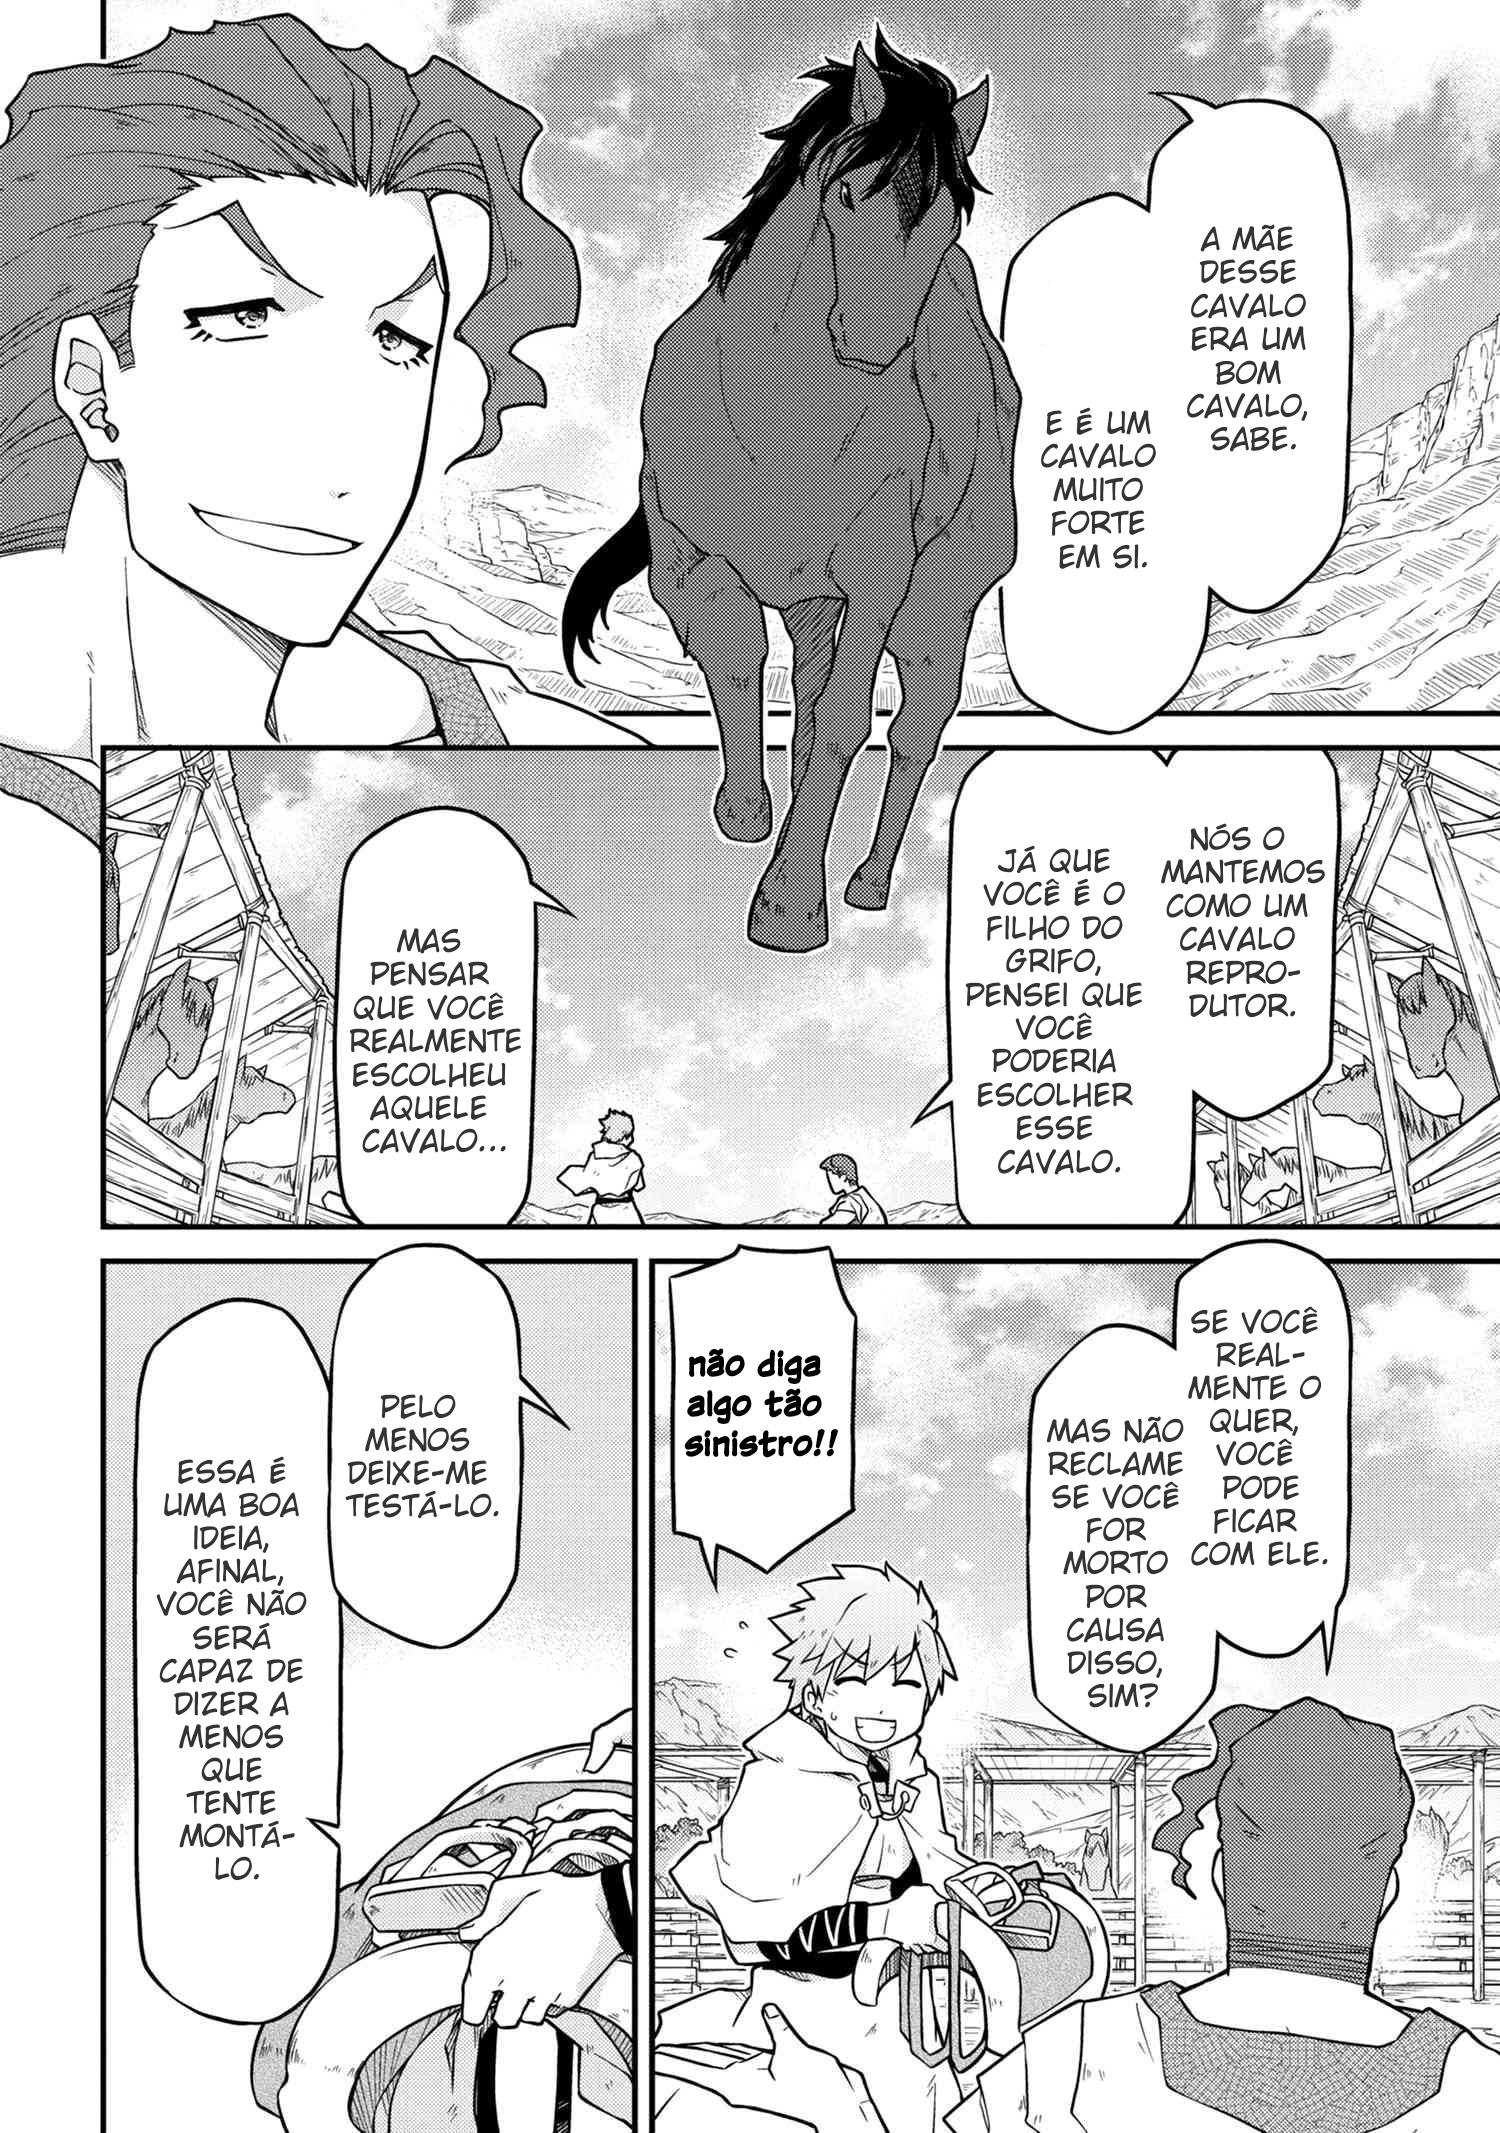 A MÃE
DESSE
CAVALO
ERA UM
BOM
CAVALO,
SABE.
E É UM
CAVALO
MUITO
FORTE
EM SI.
NÓS O
MANTEMOS
COMO UM
CAVALO
REPRO-
DUTOR.
JÁ QUE
VOCÊ É O
FILHO DO
GRIFO,
PENSEI QUE
VOCÊ
PODERIA
ESCOLHER
ESSE
CAVALO.
MAS
PENSAR
QUE VOCÊ
REALMENTE
ESCOLHEU
AQUELE
CAVALO...
SE VOCÊ
REAL-
MENTE O
QUER,
VOCÊ
PODE
FICAR
COM ELE.
MAS NÃO
RECLAME
SE VOCÊ
FOR
MORTO
POR
CAUSA
DISSO,
SIM?
não diga
algo tão
sinistro!!
PELO
MENOS
DEIXE-ME
TESTÁ-LO.
ESSA É
UMA BOA
IDEIA,
AFINAL,
VOCÊ NÃO
SERÁ
CAPAZ DE
DIZER A
MENOS
QUE
TENTE
MONTÁ-
LO.